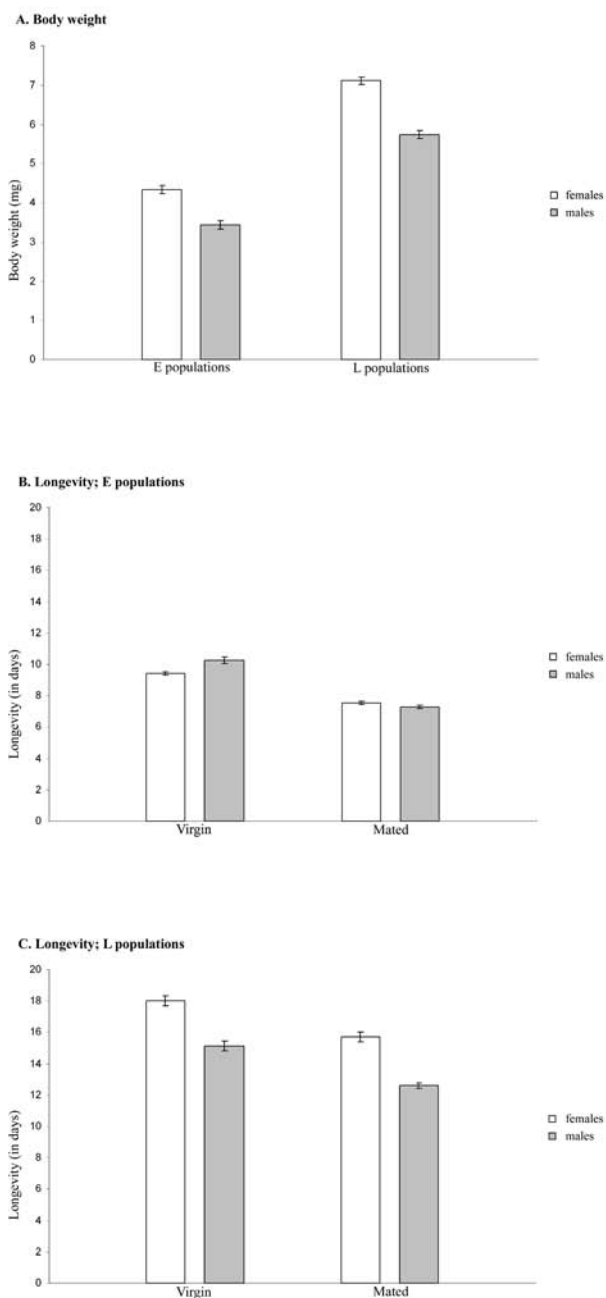 A. Body weight
8
7
6
5
4
3
2
1
0
Body weight (mg)
E populations
L populations
females
males
B. Longevity; E populations
20
18
16
14
12
10
8
6
4
2
0
Longevity (in days)
Virgin
Mated
females
males
C. Longevity; L populations
20
18
16
14
12
10
8
6
4
2
0
Longevity (in days)
Virgin
Mated
females
males